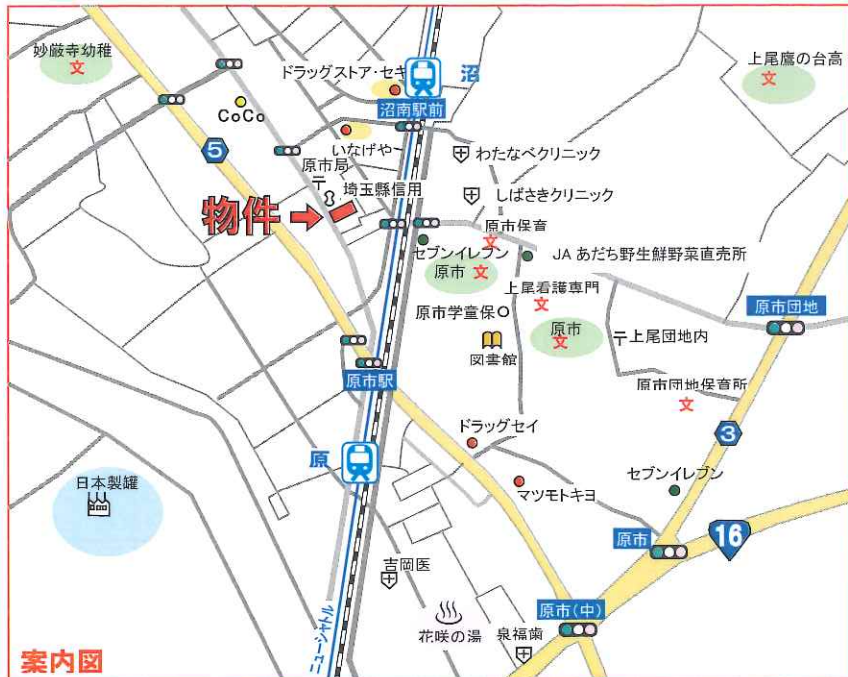 妙厳寺幼稚
文
CoCo
5
ドラッグストア・セキ
沼
沼南駅前
上尾鷹の台高
文
いなげや
わたなべクリニック
原市局
〒
埼玉縣信用
しばさきクリニック
物件
原市保育
文
セブンイレブン
JA あだち野生鮮野菜直売所
原市
文
上尾看護専門
文
原市団地
原市学童保
原市
文
〒上尾団地内
図書館
原市駅
原市団地保育所
文
3
ドラッグセイ
原
セブンイレブン
日本製罐
マツモトキヨ
原市
16
吉岡医
原市(中)
花咲の湯
泉福歯
ニューシャトル
案内図